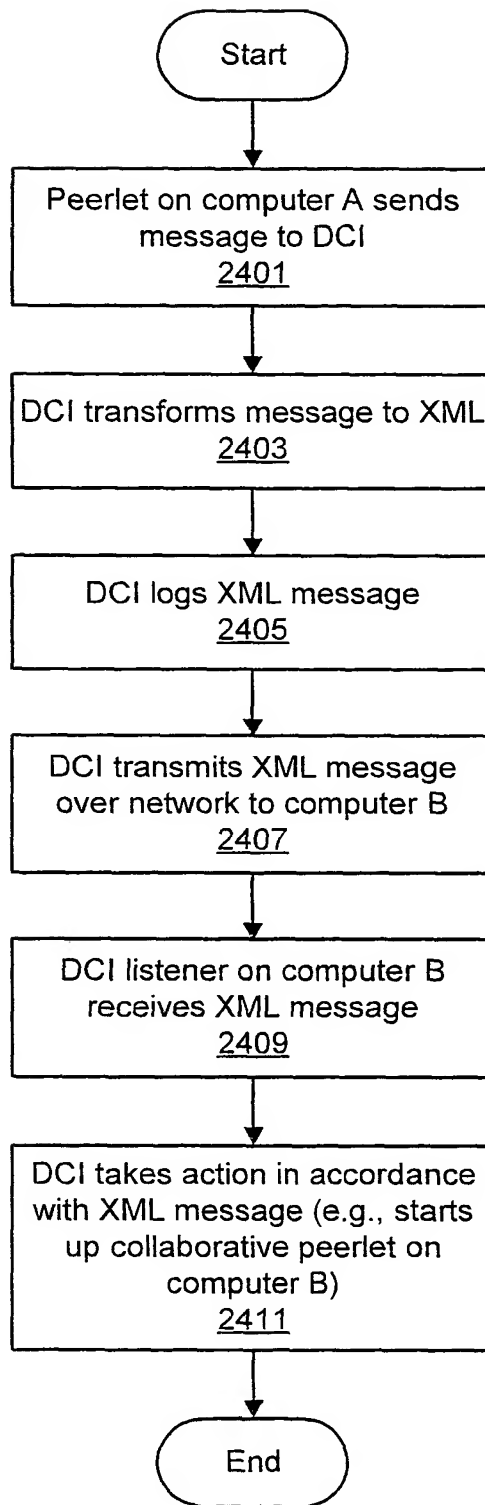 Start
Peerlet on computer A sends
message to DCI
2401
DCI transforms message to XML
2403
DCI logs XML message
2405
DCI transmits XML message
over network to computer B
2407
DCI listener on computer B
receives XML message
2409
DCI takes action in accordance
with XML message (e.g., starts
up collaborative peerlet on
computer B)
2411
End